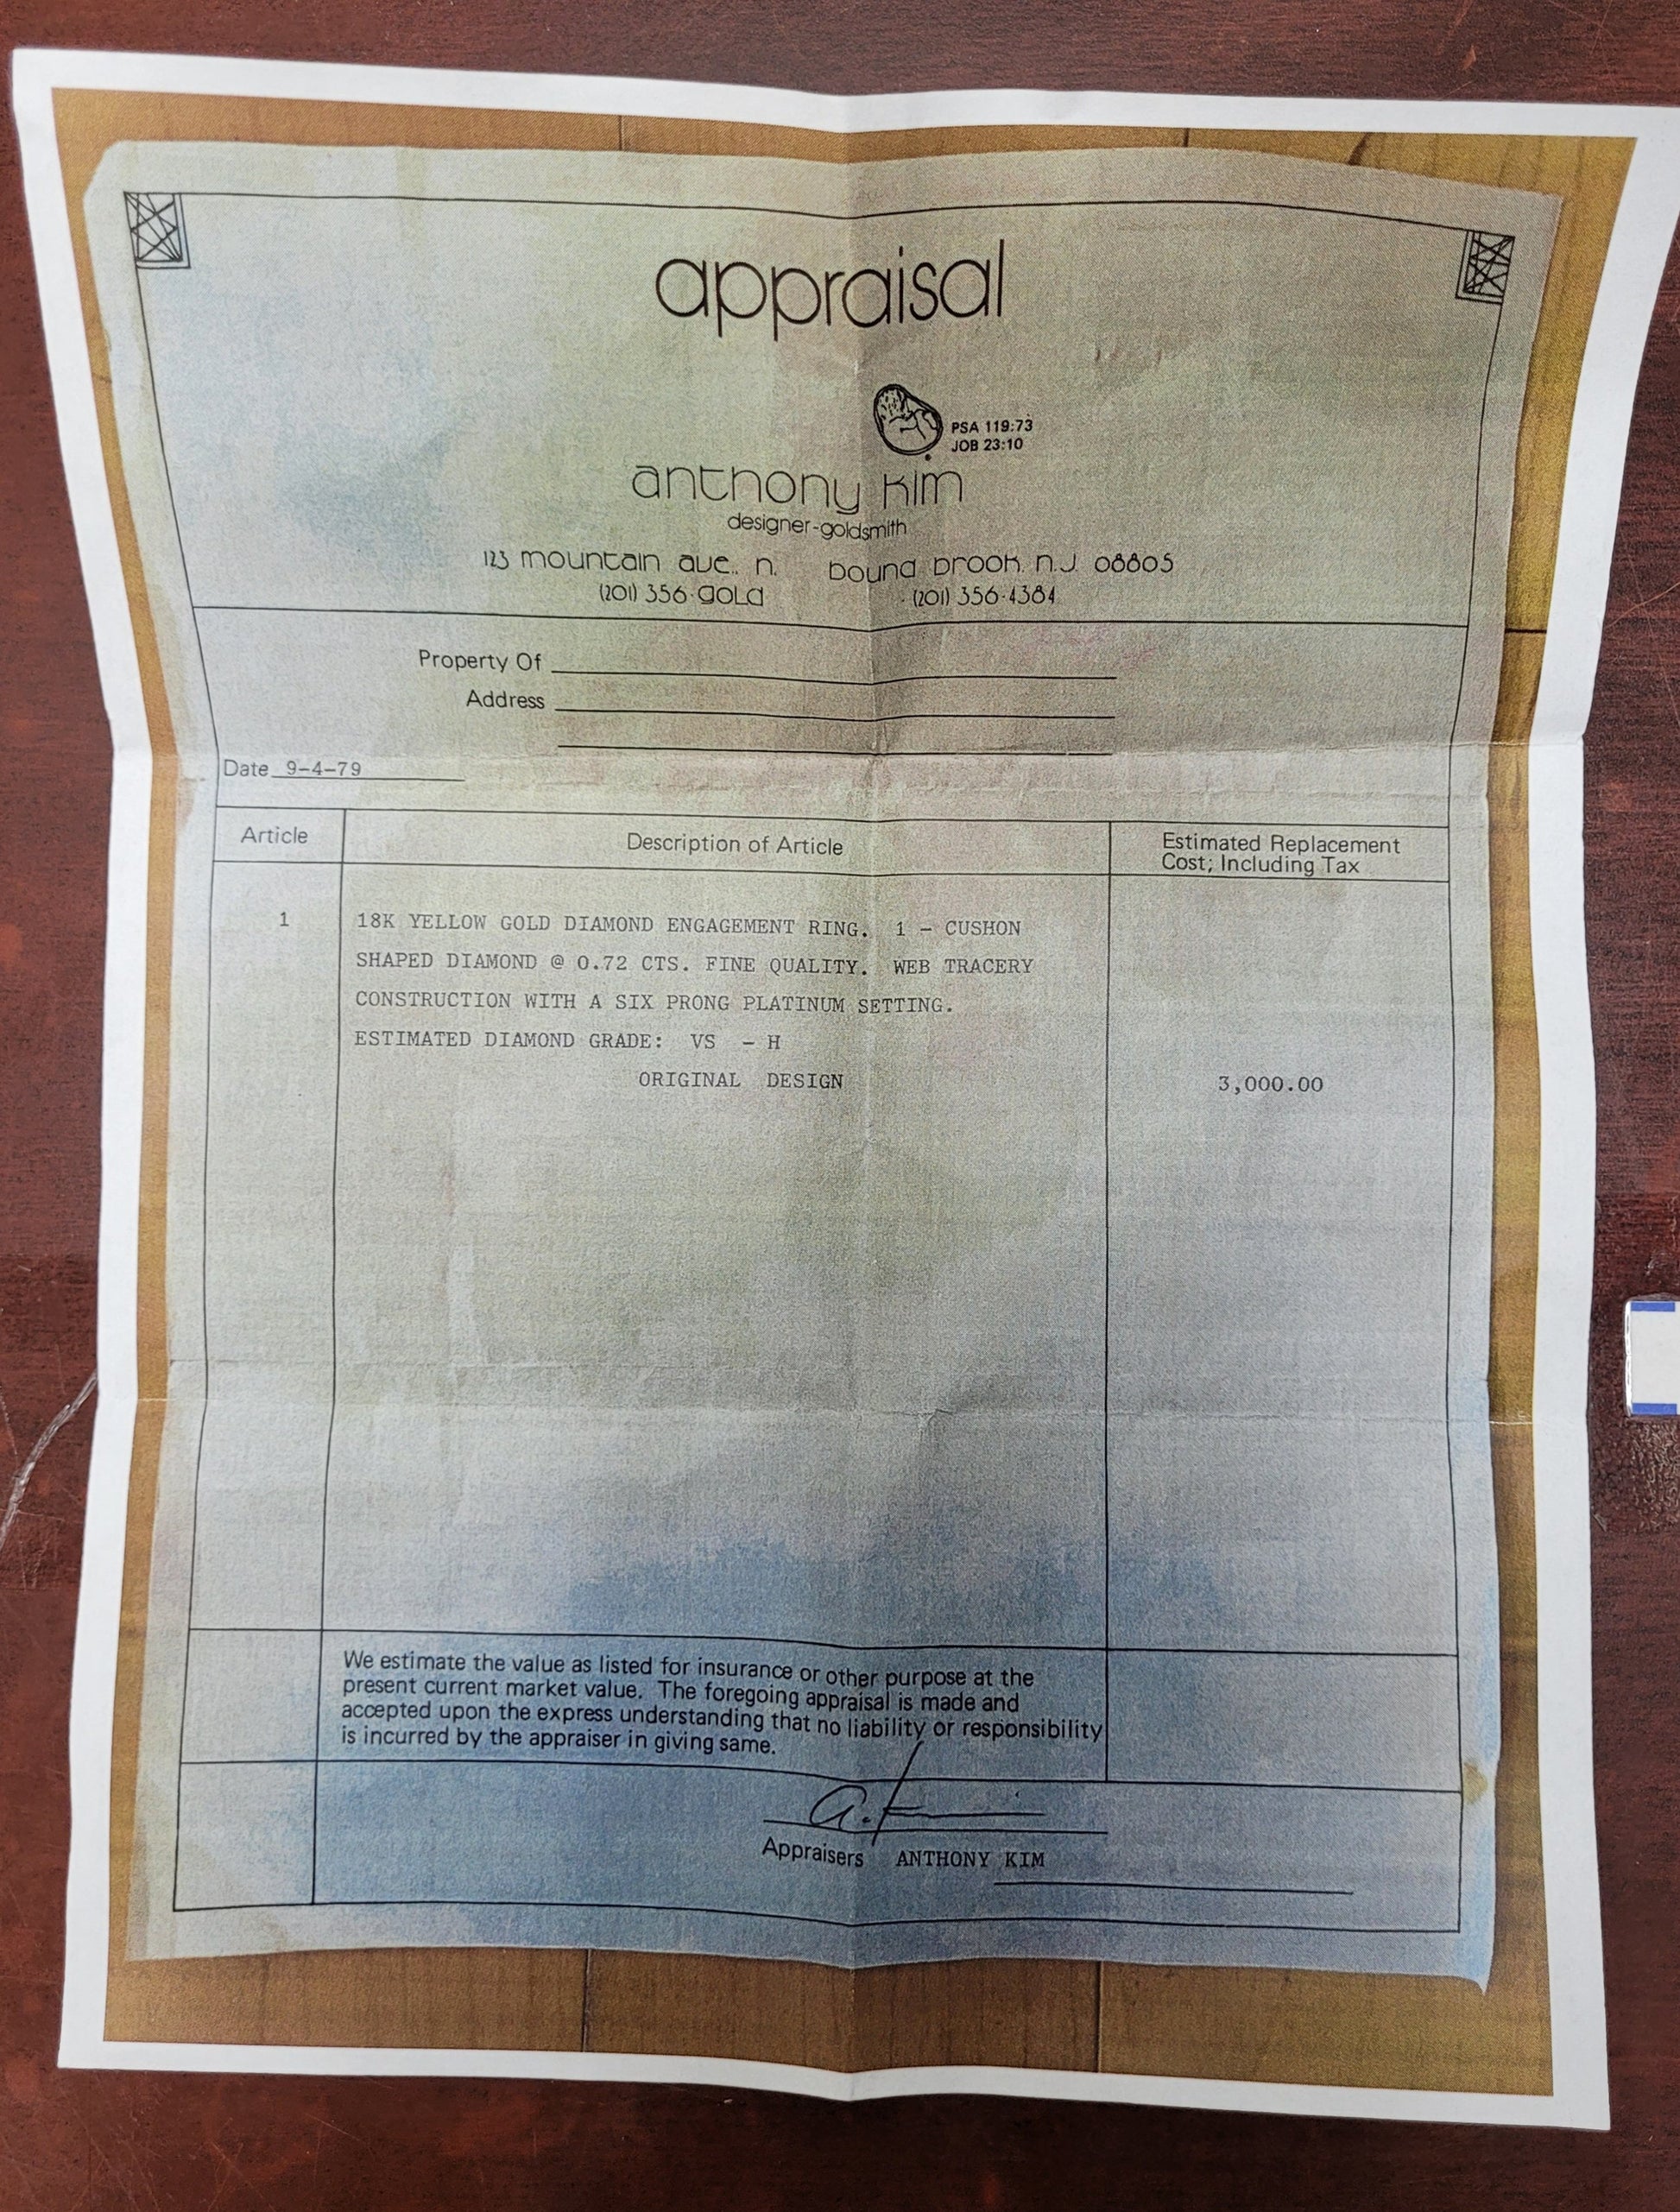 appraisal
PSA 119:73
JOB 23:10
anthony kim
designer-goldsmith
123 mountain ave., n. bound brook, n.j. 08805
(201) 356-gold (201) 356-4384
Property Of
Address
Date 9-4-79
Article Description of Article Estimated Replacement
Cost; Including Tax
1 18K YELLOW GOLD DIAMOND ENGAGEMENT RING. 1 - CUSHON
SHAPED DIAMOND @ 0.72 CTS. FINE QUALITY. WEB TRACERY
CONSTRUCTION WITH A SIX PRONG PLATINUM SETTING.
ESTIMATED DIAMOND GRADE: VS - H
ORIGINAL DESIGN 3,000.00
We estimate the value as listed for insurance or other purpose at the
present current market value. The foregoing appraisal is made and
accepted upon the express understanding that no liability or responsibility
is incurred by the appraiser in giving same.
a. Kim
Appraisers ANTHONY KIM